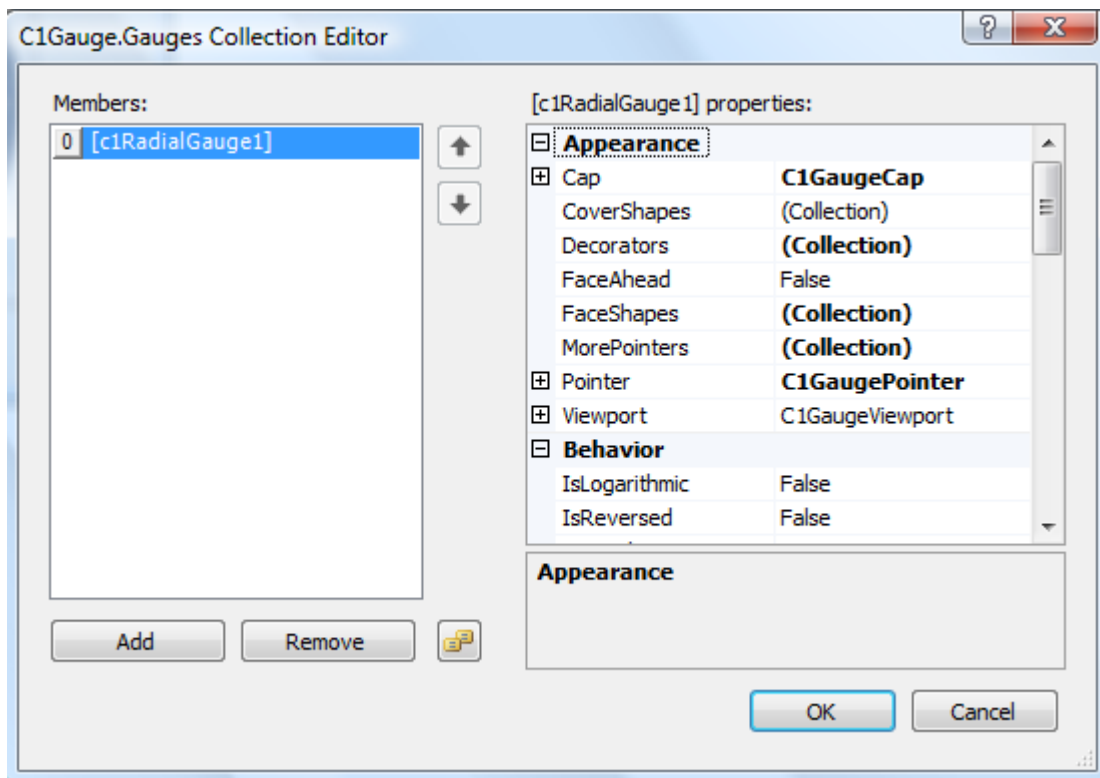 C1Gauge.Gauges Collection Editor
Members:
0 [c1RadialGauge1]
Add Remove
[c1RadialGauge1] properties:
Appearance
Cap C1GaugeCap
CoverShapes (Collection)
Decorators (Collection)
FaceAhead False
FaceShapes (Collection)
MorePointers (Collection)
Pointer C1GaugePointer
Viewport C1GaugeViewport
Behavior
IsLogarithmic False
IsReversed False
Appearance
OK Cancel